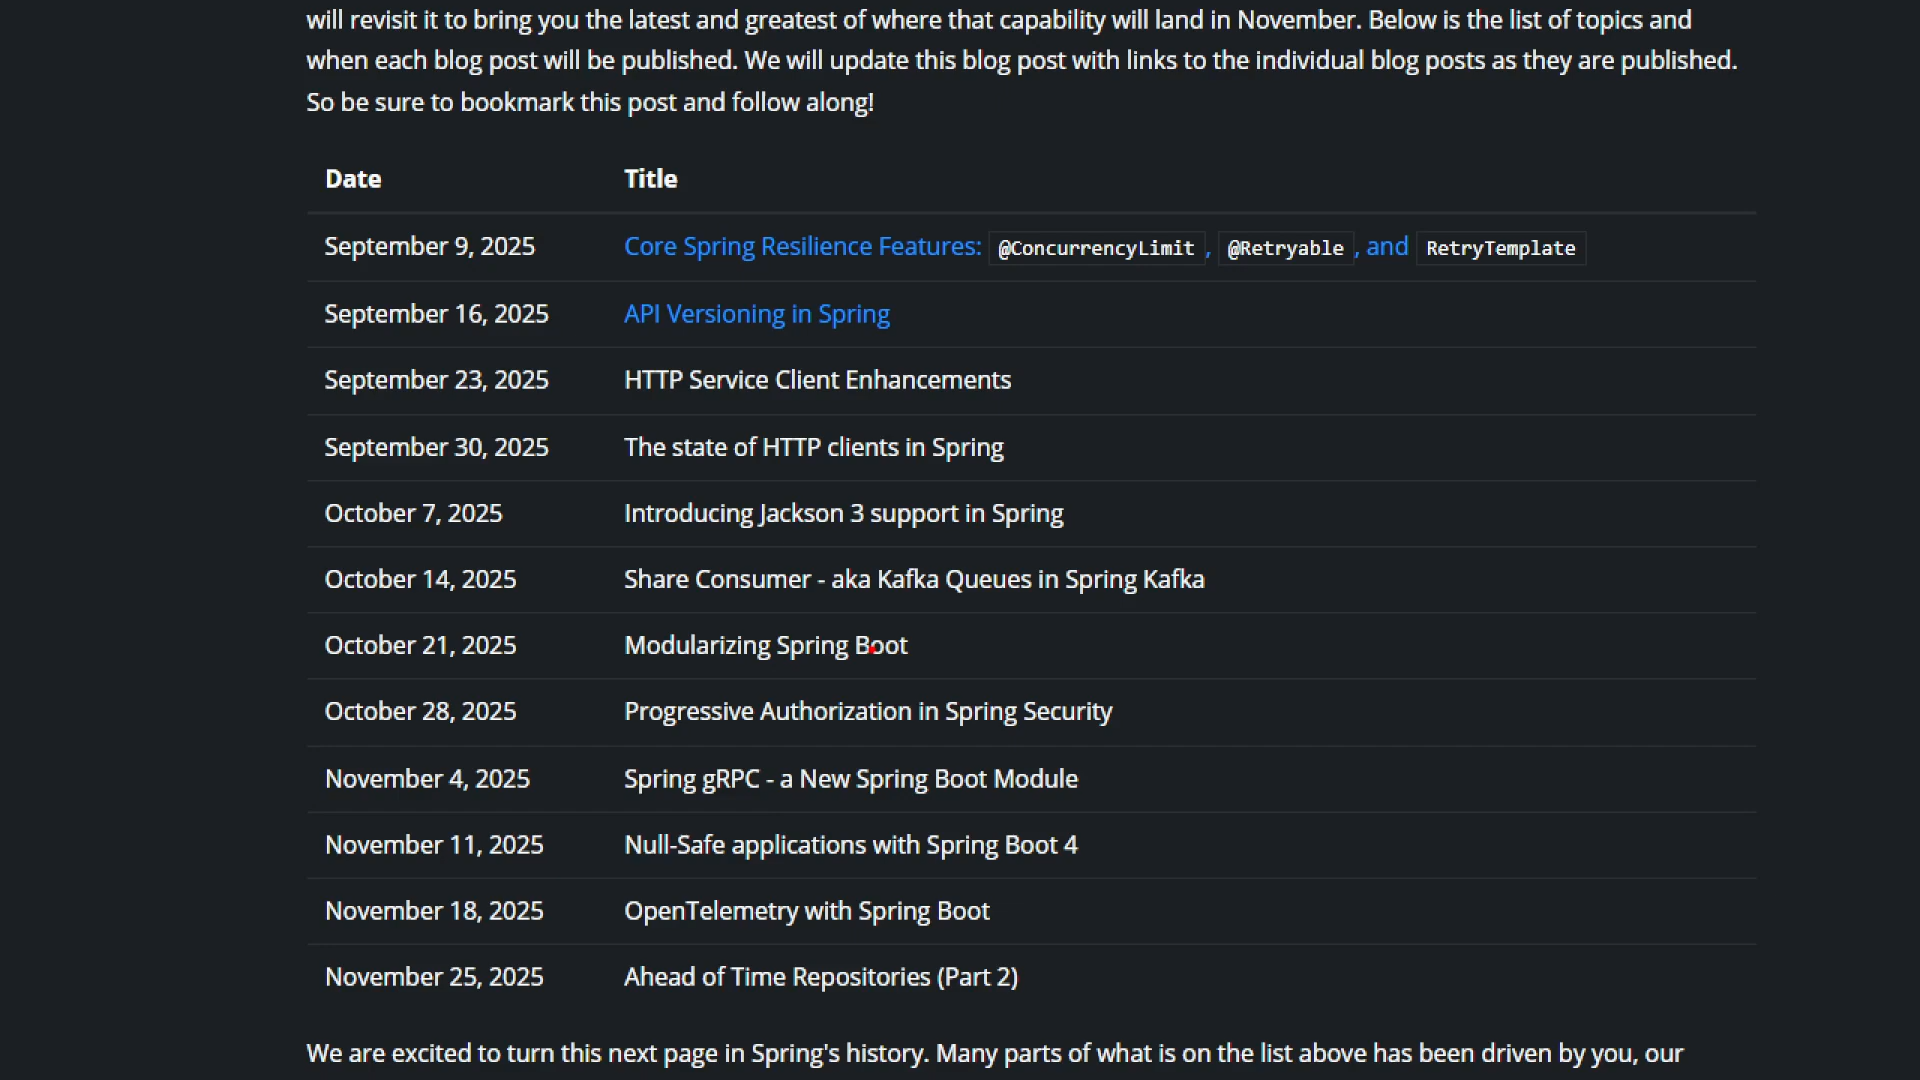 will revisit it to bring you the latest and greatest of where that capability will land in November. Below is the list of topics and
when each blog post will be published. We will update this blog post with links to the individual blog posts as they are published.
So be sure to bookmark this post and follow along!
Date Title
September 9, 2025 Core Spring Resilience Features: @ConcurrencyLimit, @Retryable, and RetryTemplate
September 16, 2025 API Versioning in Spring
September 23, 2025 HTTP Service Client Enhancements
September 30, 2025 The state of HTTP clients in Spring
October 7, 2025 Introducing Jackson 3 support in Spring
October 14, 2025 Share Consumer - aka Kafka Queues in Spring Kafka
October 21, 2025 Modularizing Spring Boot
October 28, 2025 Progressive Authorization in Spring Security
November 4, 2025 Spring gRPC - a New Spring Boot Module
November 11, 2025 Null-Safe applications with Spring Boot 4
November 18, 2025 OpenTelemetry with Spring Boot
November 25, 2025 Ahead of Time Repositories (Part 2)
We are excited to turn this next page in Spring's history. Many parts of what is on the list above has been driven by you, our